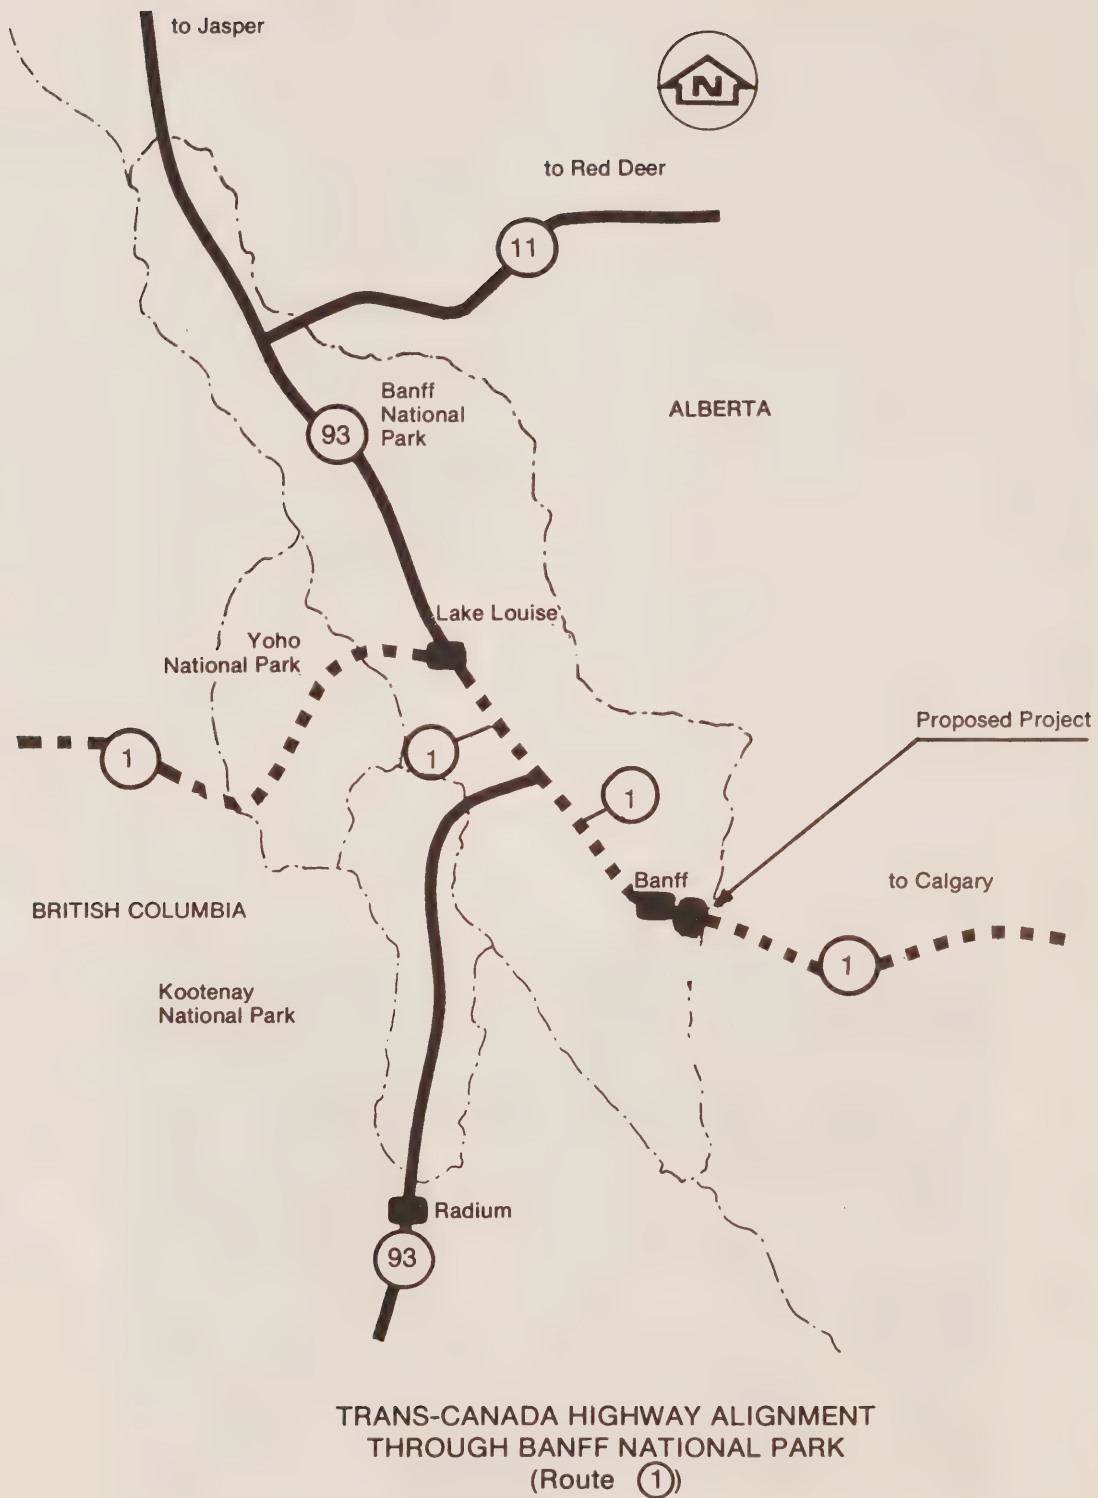 to Jasper
N
to Red Deer
11
Banff
National
Park
ALBERTA
93
Lake Louise
Yoho
National Park
Proposed Project
1
1
1
Banff
to Calgary
BRITISH COLUMBIA
1
Kootenay
National Park
Radium
93
TRANS-CANADA HIGHWAY ALIGNMENT
THROUGH BANFF NATIONAL PARK
(Route 1)